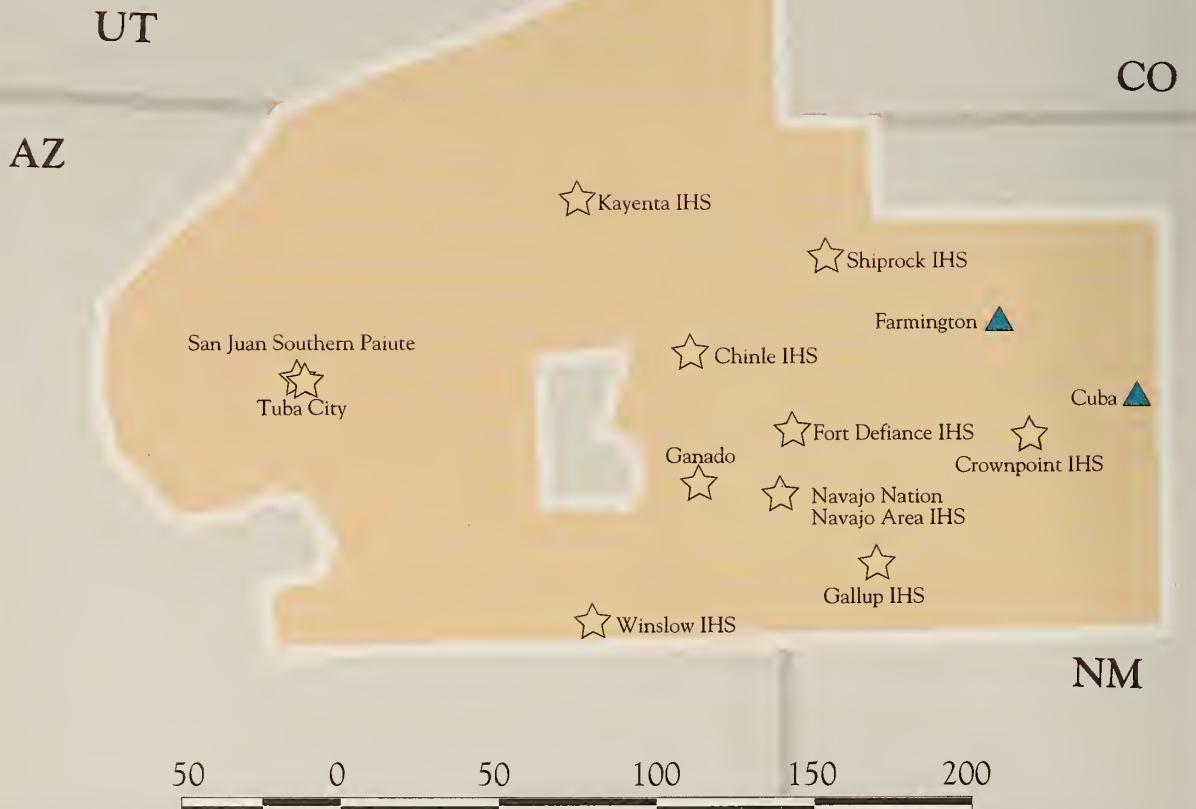 UT
CO
AZ
Kayenta IHS
Shiprock IHS
Farmington
San Juan Southern Paiute
Chinle IHS
Tuba City
Cuba
Fort Defiance IHS
Ganado
Crownpoint IHS
Navajo Nation
Navajo Area IHS
Gallup IHS
Winslow IHS
NM
50 0 50 100 150 200